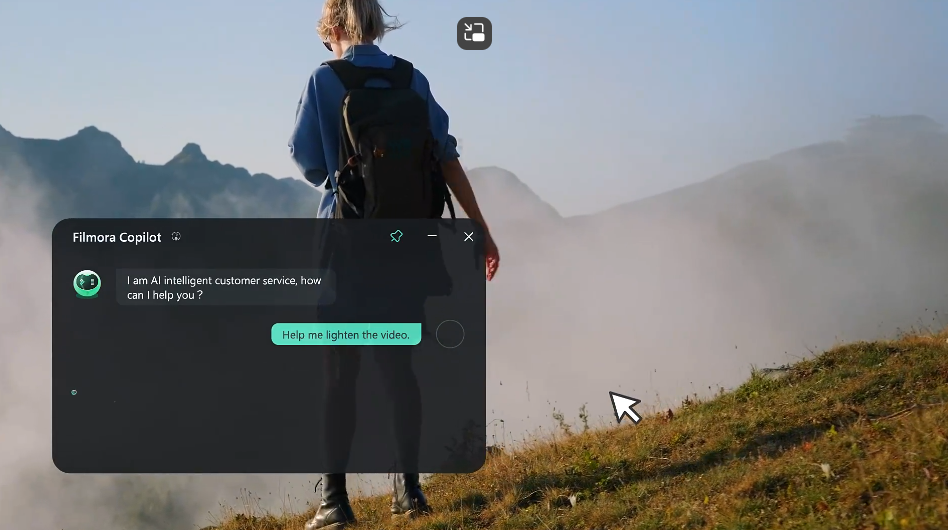 Filmora Copilot
I am AI intelligent customer service, how
can I help you ?
Help me lighten the video.